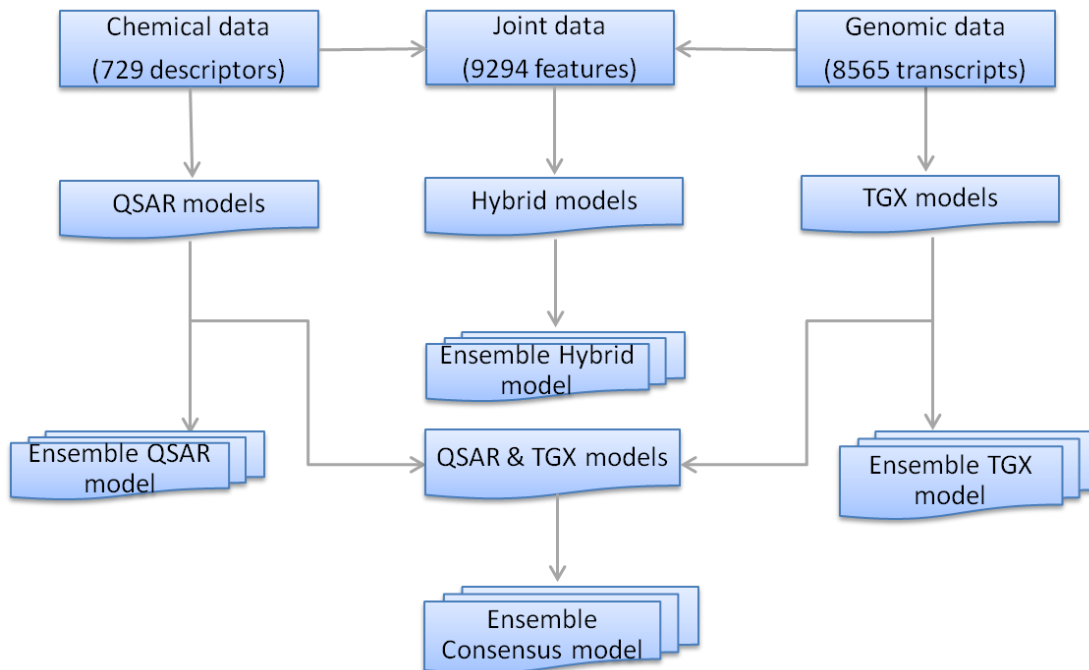 Chemical data
(729 descriptors)
Joint data
(9294 features)
Genomic data
(8565 transcripts)
QSAR models
Hybrid models
TGX models
Ensemble Hybrid
model
Ensemble QSAR
model
QSAR & TGX models
Ensemble TGX
model
Ensemble
Consensus model